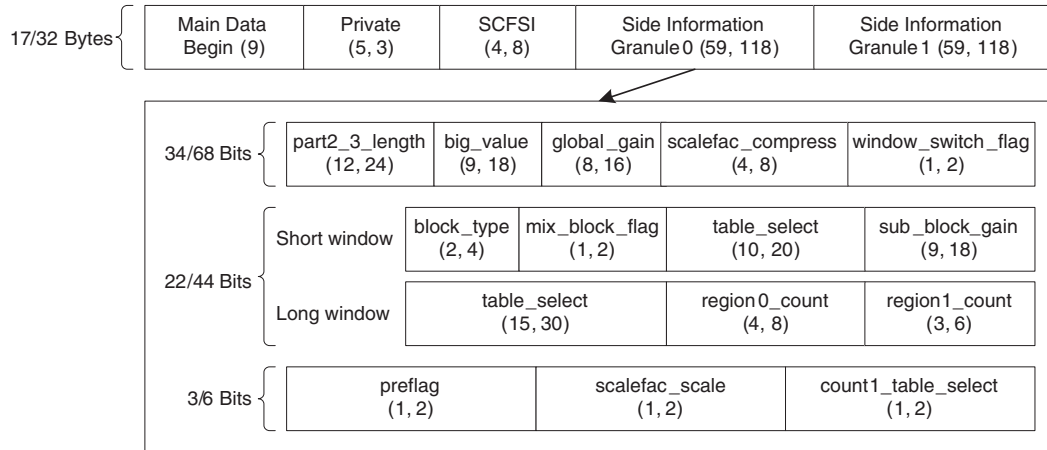 17/32 Bytes
Main Data
Begin (9)
Private
(5, 3)
SCFSI
(4, 8)
Side Information
Granule 0 (59, 118)
Side Information
Granule 1 (59, 118)
34/68 Bits
part2_3_length
(12, 24)
big_value
(9, 18)
global_gain
(8, 16)
scalefac_compress
(4, 8)
window_switch_flag
(1, 2)
22/44 Bits
Short window
block_type
(2, 4)
mix_block_flag
(1, 2)
table_select
(10, 20)
sub_block_gain
(9, 18)
Long window
table_select
(15, 30)
region0_count
(4, 8)
region1_count
(3, 6)
3/6 Bits
preflag
(1, 2)
scalefac_scale
(1, 2)
count1_table_select
(1, 2)